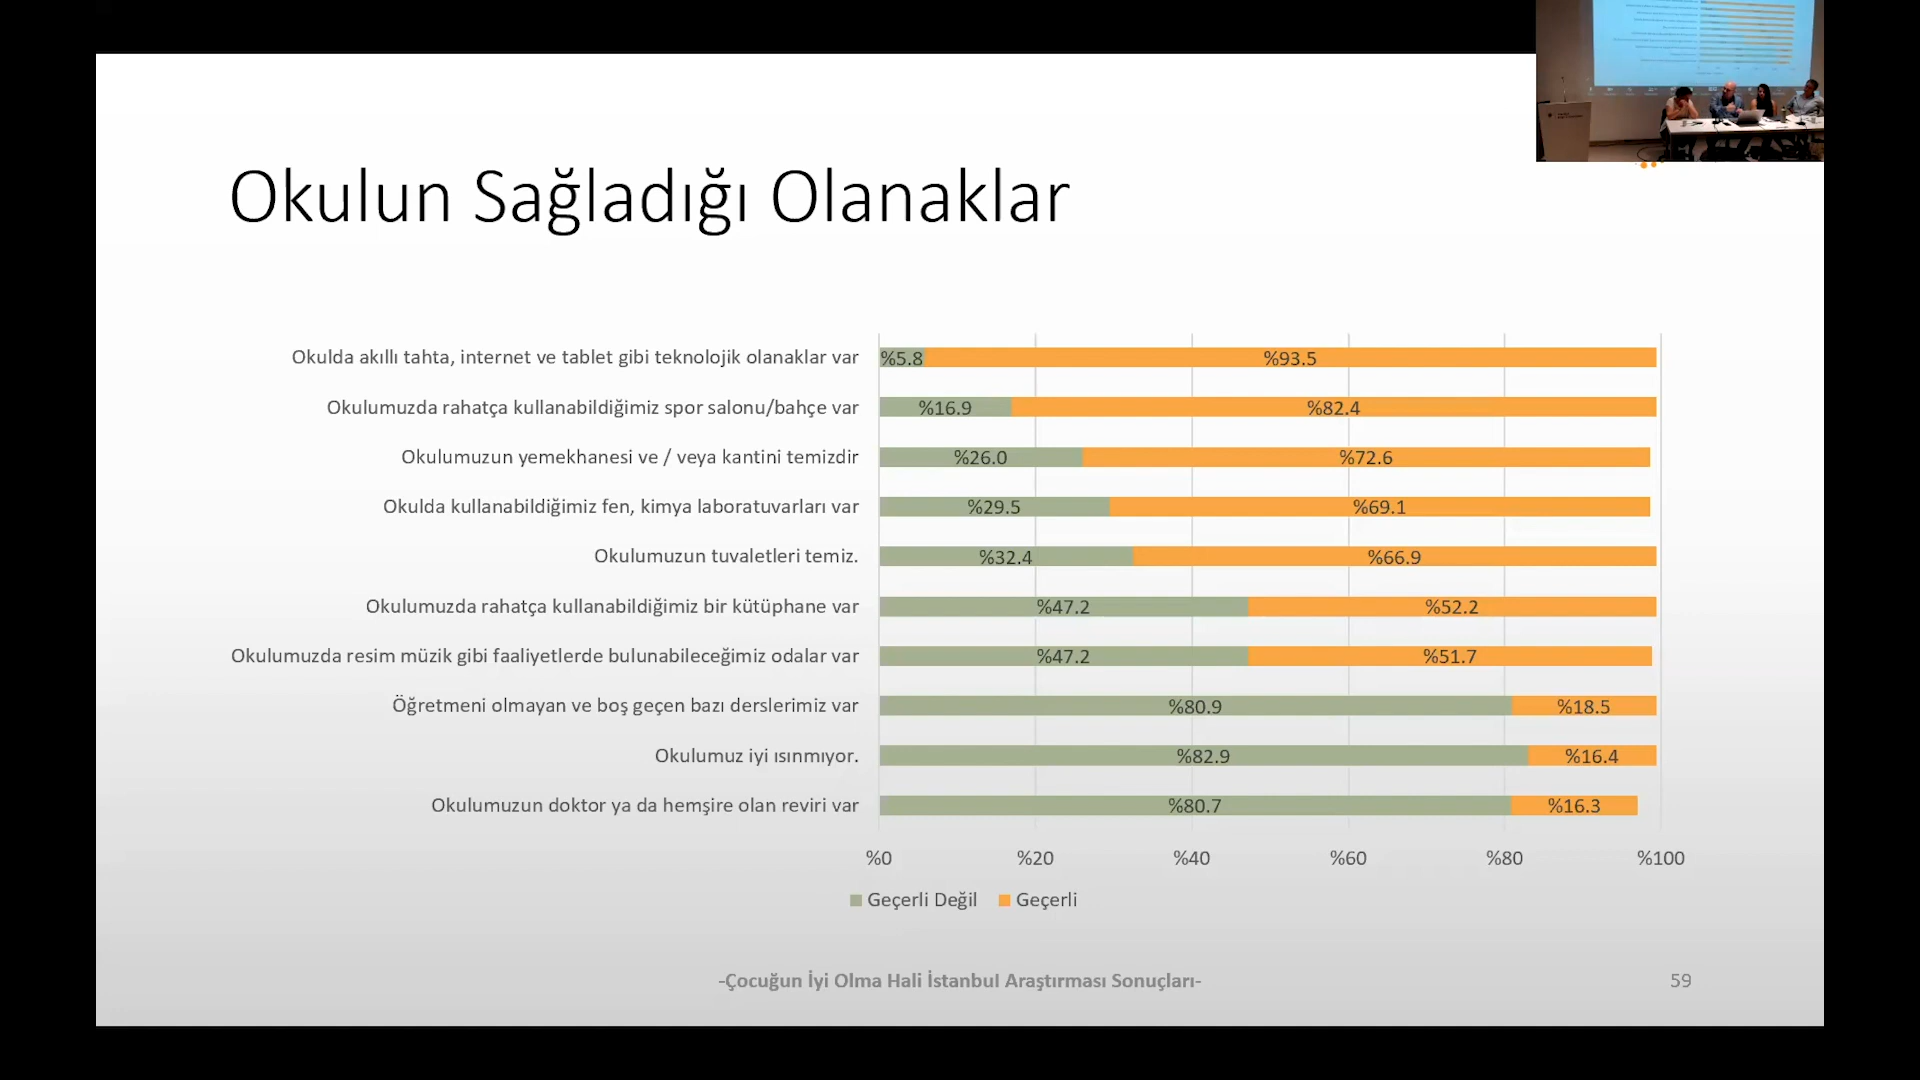 Okulun Sağladığı Olanaklar
Okulda akıllı tahta, internet ve tablet gibi teknolojik olanaklar var %5.8 %93.5
Okulumuzda rahatça kullanabildiğimiz spor salonu/bahçe var %16.9 %82.4
Okulumuzun yemekhanesi ve / veya kantini temizdir %26.0 %72.6
Okulda kullanabildiğimiz fen, kimya laboratuvarları var %29.5 %69.1
Okulumuzun tuvaletleri temiz. %32.4 %66.9
Okulumuzda rahatça kullanabildiğimiz bir kütüphane var %47.2 %52.2
Okulumuzda resim müzik gibi faaliyetlerde bulunabileceğimiz odalar var %47.2 %51.7
Öğretmeni olmayan ve boş geçen bazı derslerimiz var %80.9 %18.5
Okulumuz iyi ısınmıyor. %82.9 %16.4
Okulumuzun doktor ya da hemşire olan reviri var %80.7 %16.3
%0 %20 %40 %60 %80 %100
Geçerli Değil Geçerli
-Çocuğun İyi Olma Hali İstanbul Araştırması Sonuçları- 59